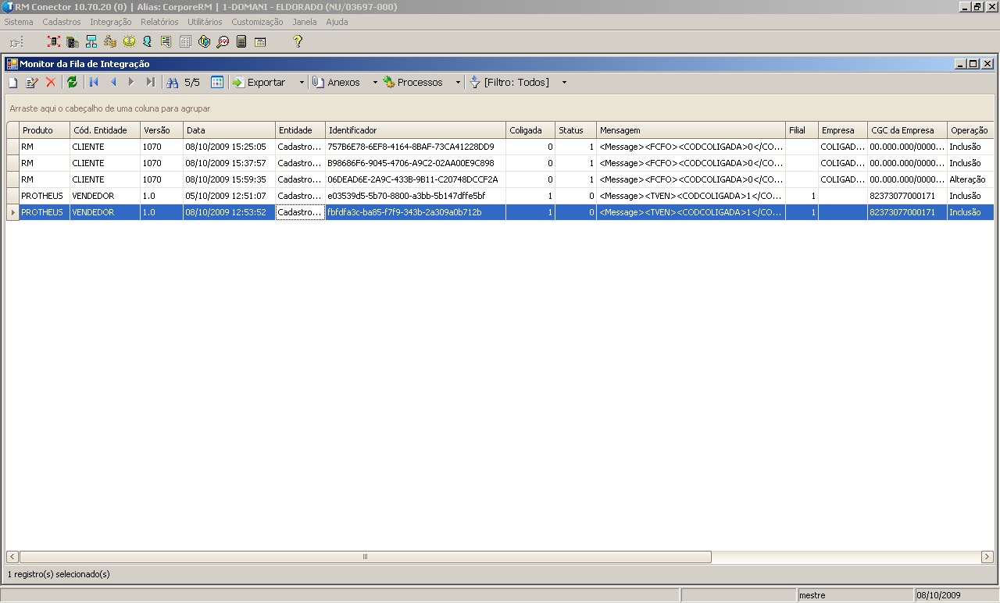 RM Conector 10.70.20 (0) | Alias: CorporeRM | 1-DOMANI - ELDORADO (NU/03697-000)
Sistema Cadastros Integração Relatórios Utilitários Customização Janela Ajuda
Monitor da Fila de Integração
5/5 Exportar Anexos Processos [Filtro: Todos]
Arraste aqui o cabeçalho de uma coluna para agrupar
Produto Cód. Entidade Versão Data Entidade Identificador Coligada Status Mensagem Filial Empresa CGC da Empresa Operação
RM CLIENTE 1070 08/10/2009 15:25:05 Cadastro... 757B6E78-6EF8-4164-8BAF-73CA41228DD9 0 1 <Message><FCFO><CODCOLIGADA>0</CO... COLIGAD... 00.000.000/0000... Inclusão
RM CLIENTE 1070 08/10/2009 15:37:57 Cadastro... B98686F6-9045-4706-A9C2-02AA00E9C898 0 1 <Message><FCFO><CODCOLIGADA>0</CO... COLIGAD... 00.000.000/0000... Inclusão
RM CLIENTE 1070 08/10/2009 15:59:35 Cadastro... 06DEAD6E-2A9C-433B-9B11-C20748DCCF2A 0 1 <Message><FCFO><CODCOLIGADA>0</CO... COLIGAD... 00.000.000/0000... Alteração
PROTHEUS VENDEDOR 1.0 05/10/2009 12:51:07 Cadastro... e03539d5-5b70-8800-a3bb-5b147dffe5bf 1 0 <Message><TVEN><CODCOLIGADA>1</CO... 1 82373077000171 Inclusão
PROTHEUS VENDEDOR 1.0 08/10/2009 12:53:52 Cadastro... fbfdfa3c-ba85-f7f9-343b-2a309a0b712b 1 0 <Message><TVEN><CODCOLIGADA>1</CO... 1 82373077000171 Inclusão
1 registro(s) selecionado(s)
mestre 08/10/2009